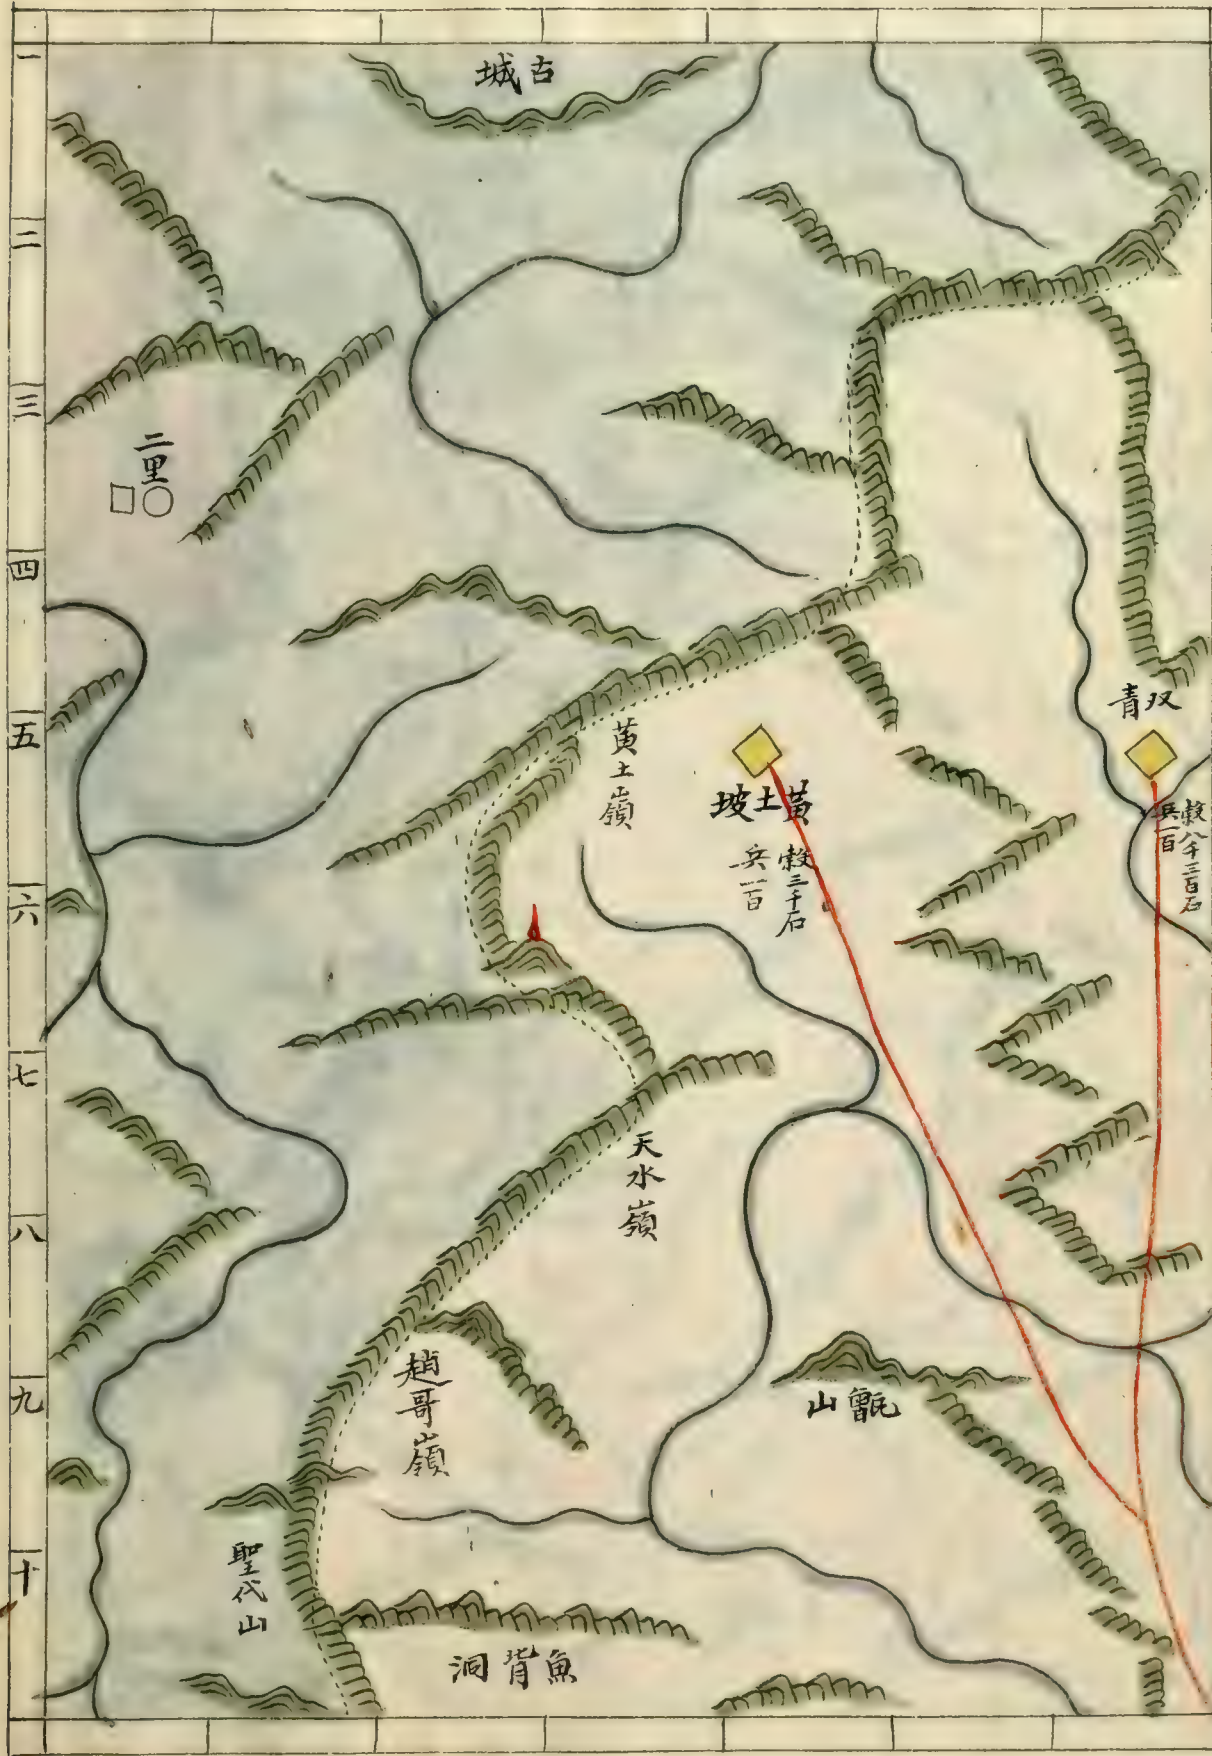 一
二
三
四
五
六
七
八
九
十
古城
二里
双青
穀八千三百石
兵一百
黃土嶺
黃土坡
穀三千石
兵一百
天水嶺
趙哥嶺
甑山
聖代山
魚背洞